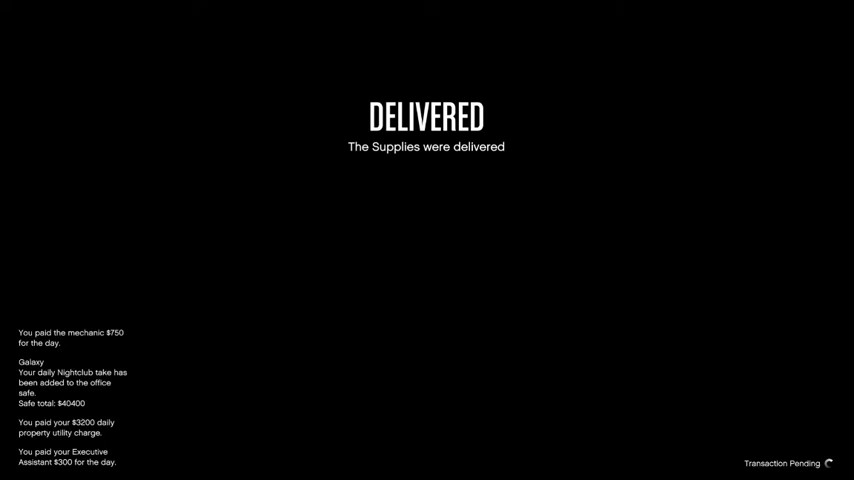 DELIVERED
The Supplies were delivered
You paid the mechanic $750
for the day.
Galaxy
Your daily Nightclub take has
been added to the office
safe.
Safe total: $40400
You paid your $3200 daily
property utility charge.
You paid your Executive
Assistant $300 for the day.
Transaction Pending